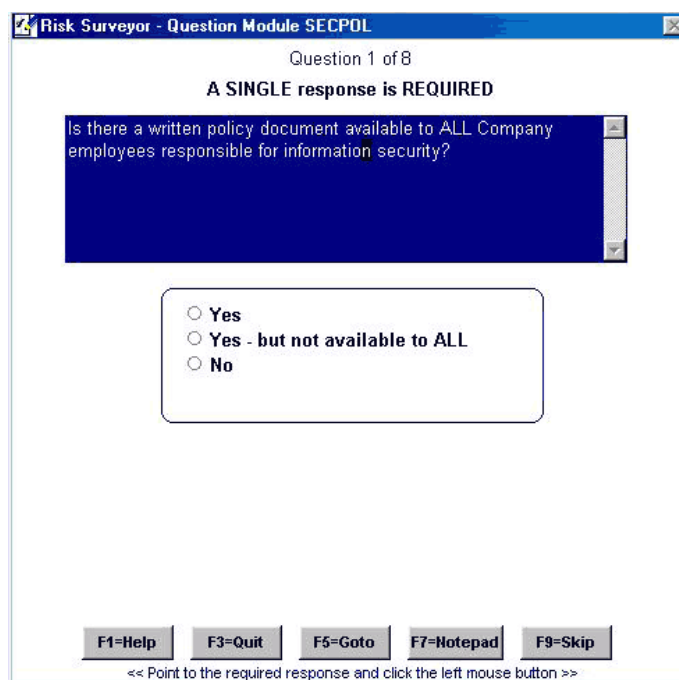 Risk Surveyor - Question Module SECPOL
Question 1 of 8
A SINGLE response is REQUIRED
Is there a written policy document available to ALL Company
employees responsible for information security?
Yes
Yes - but not available to ALL
No
F1=Help F3=Quit F5=Goto F7=Notepad F9=Skip
<< Point to the required response and click the left mouse button >>